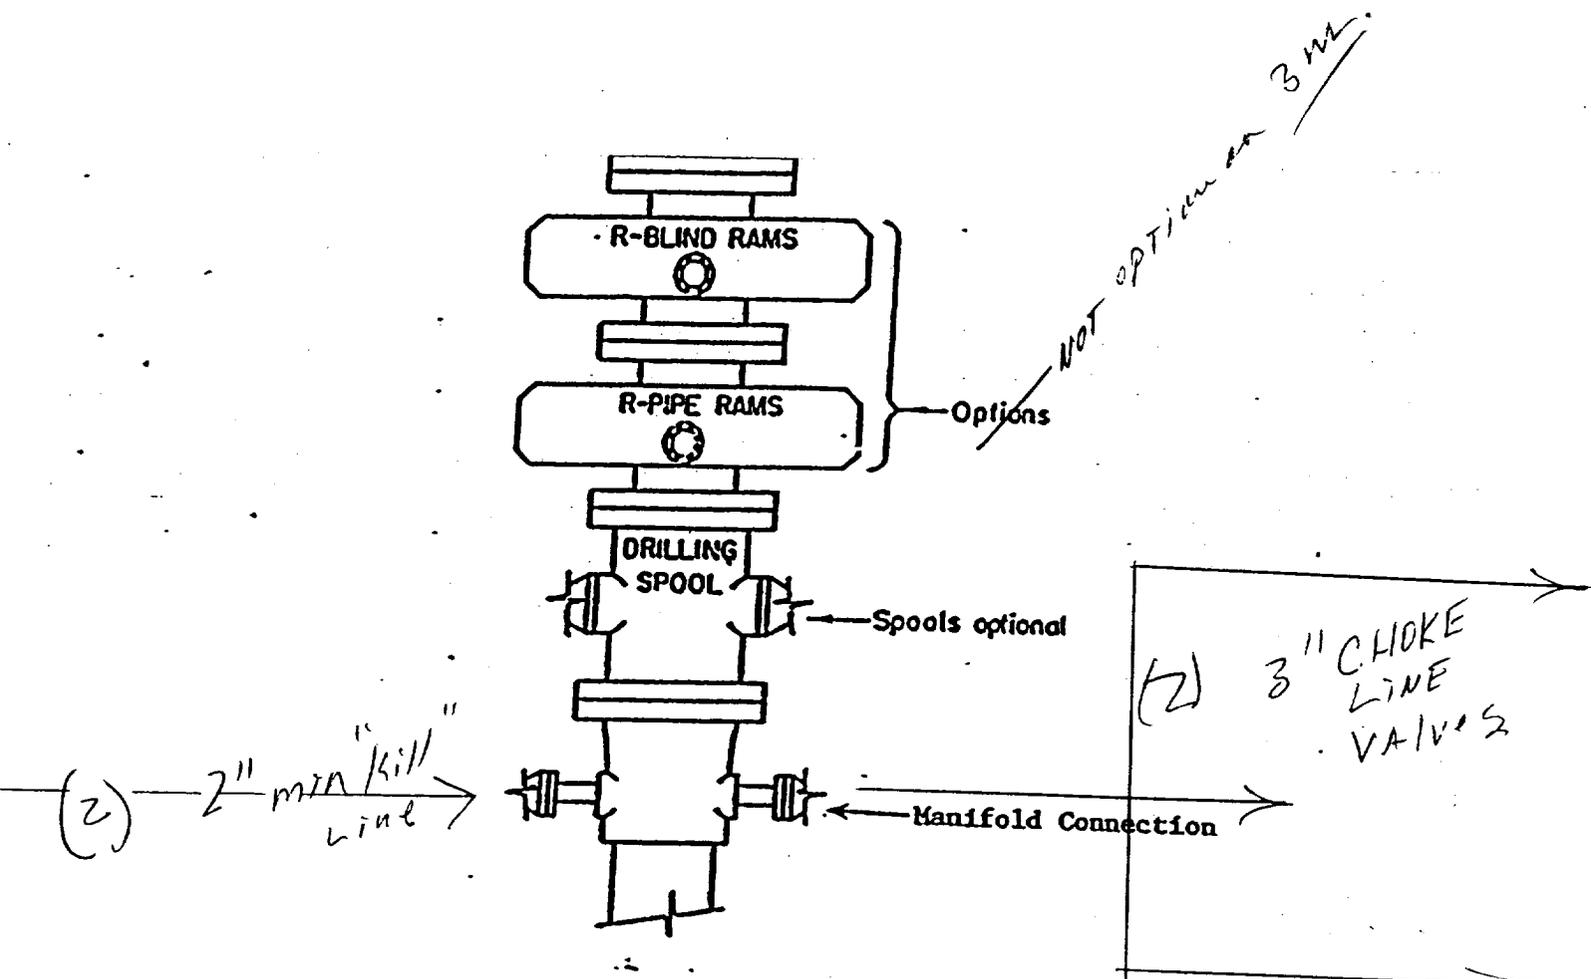 NOT OPTION on 3 M.
R-BLIND RAMS
R-PIPE RAMS
Options
DRILLING
SPOOL
Spools optional
(2) 3" CHOKE
LINE
VALVES
(2) 2" min "Kill"
Line
Manifold Connection